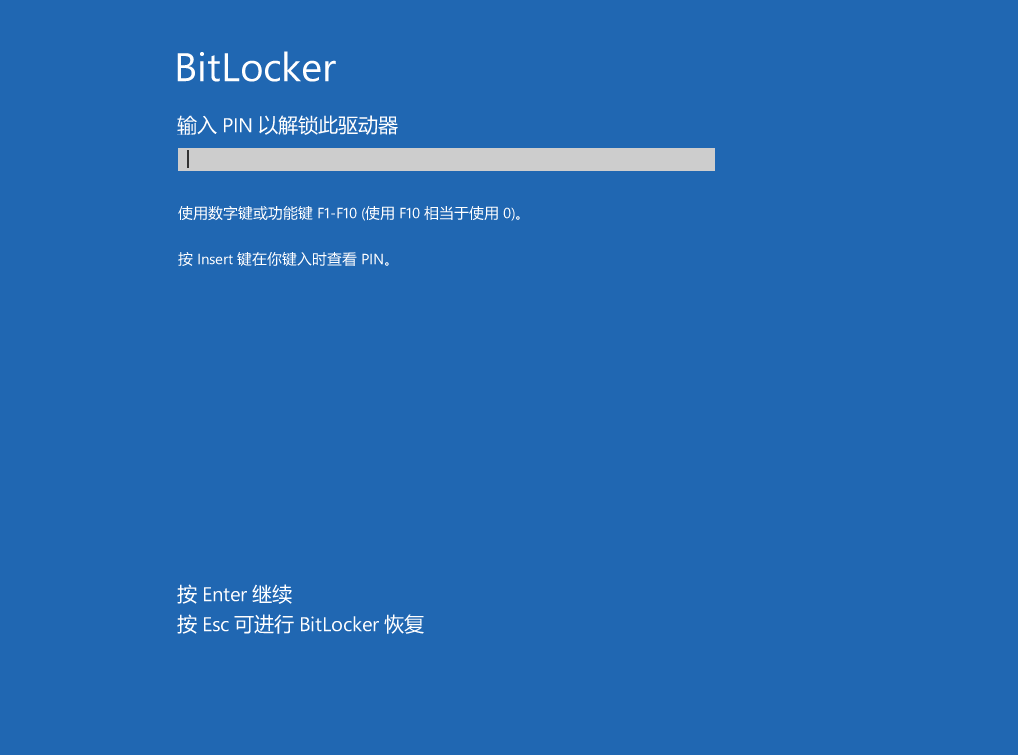 BitLocker
输入 PIN 以解锁此驱动器
使用数字键或功能键 F1-F10 (使用 F10 相当于使用 0)。
按 Insert 键在你键入时查看 PIN。
按 Enter 继续
按 Esc 可进行 BitLocker 恢复